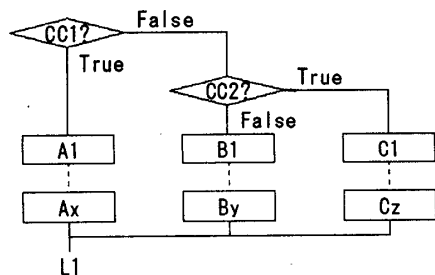 CC1?
False
True
CC2?
True
False
A1
B1
C1
Ax
By
Cz
L1